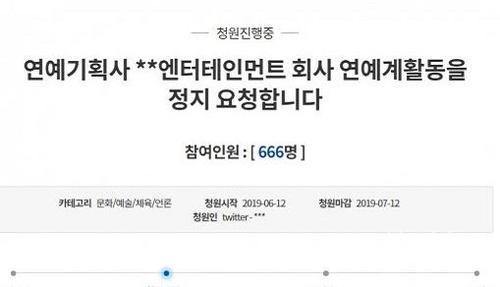 청원진행중
연예기획사 **엔터테인먼트 회사 연예계활동을
정지 요청합니다
참여인원 : [ 666명 ]
카테고리 문화/예술/체육/언론 청원시작 2019-06-12 청원마감 2019-07-12
청원인 twitter - ***